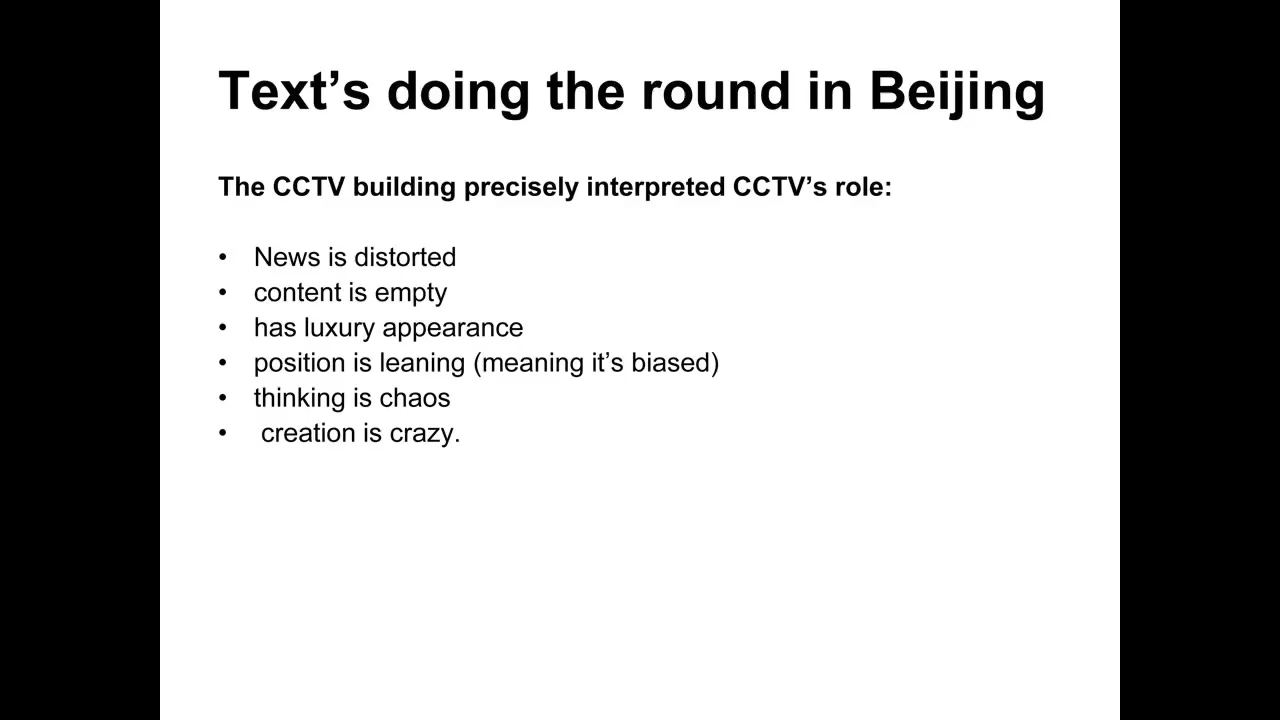 Text’s doing the round in Beijing
The CCTV building precisely interpreted CCTV’s role:
• News is distorted
• content is empty
• has luxury appearance
• position is leaning (meaning it’s biased)
• thinking is chaos
• creation is crazy.